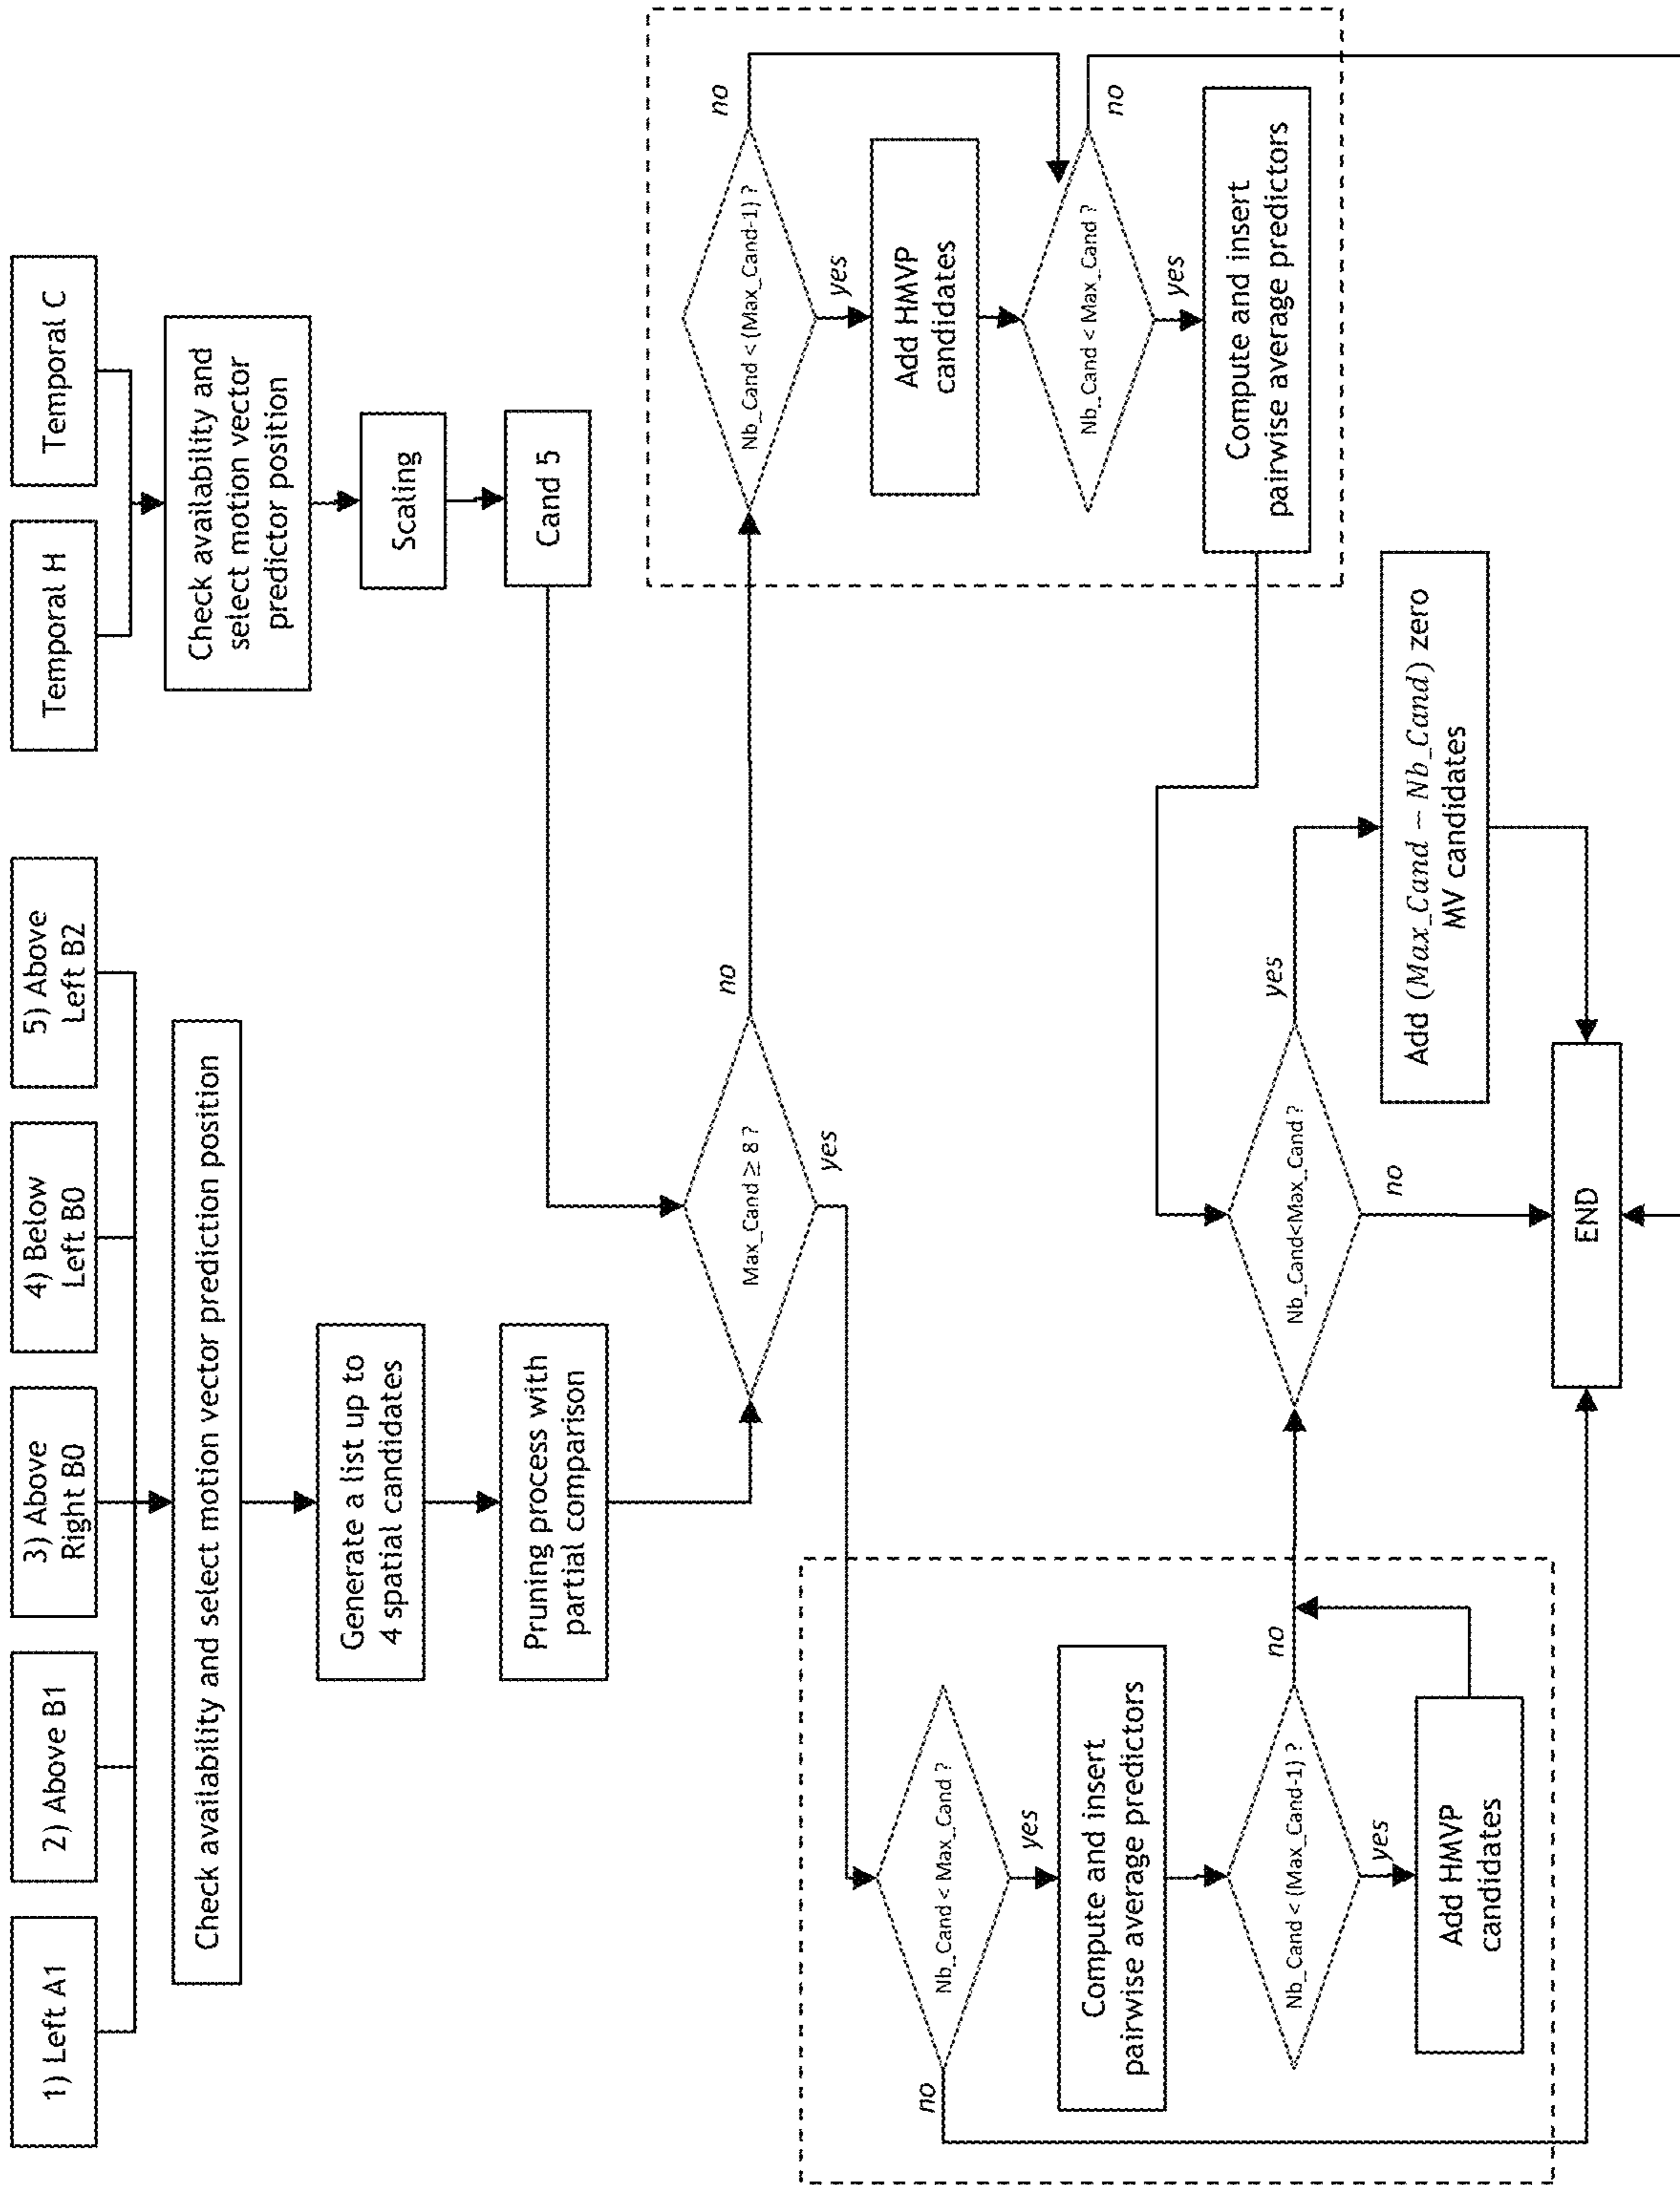 1) Left A1
2) Above B1
3) Above
Right B0
4) Below
Left B0
5) Above
Left B2
Temporal H
Temporal C
Check availability and select motion vector prediction position
Check availability and
select motion vector
predictor position
Generate a list up to
4 spatial candidates
Scaling
Pruning process with
partial comparison
Cand 5
Max_Cand ≥ 8 ?
no
yes
Nb_Cand < (Max_Cand-1) ?
no
yes
Add HMVP
candidates
Nb_Cand < Max_Cand ?
no
yes
Compute and insert
pairwise average predictors
Nb_Cand < Max_Cand ?
no
yes
Compute and insert
pairwise average predictors
Nb_Cand < (Max_Cand-1) ?
no
yes
Add HMVP
candidates
Nb_Cand<Max_Cand ?
yes
no
Add (Max_Cand − Nb_Cand) zero
MV candidates
END